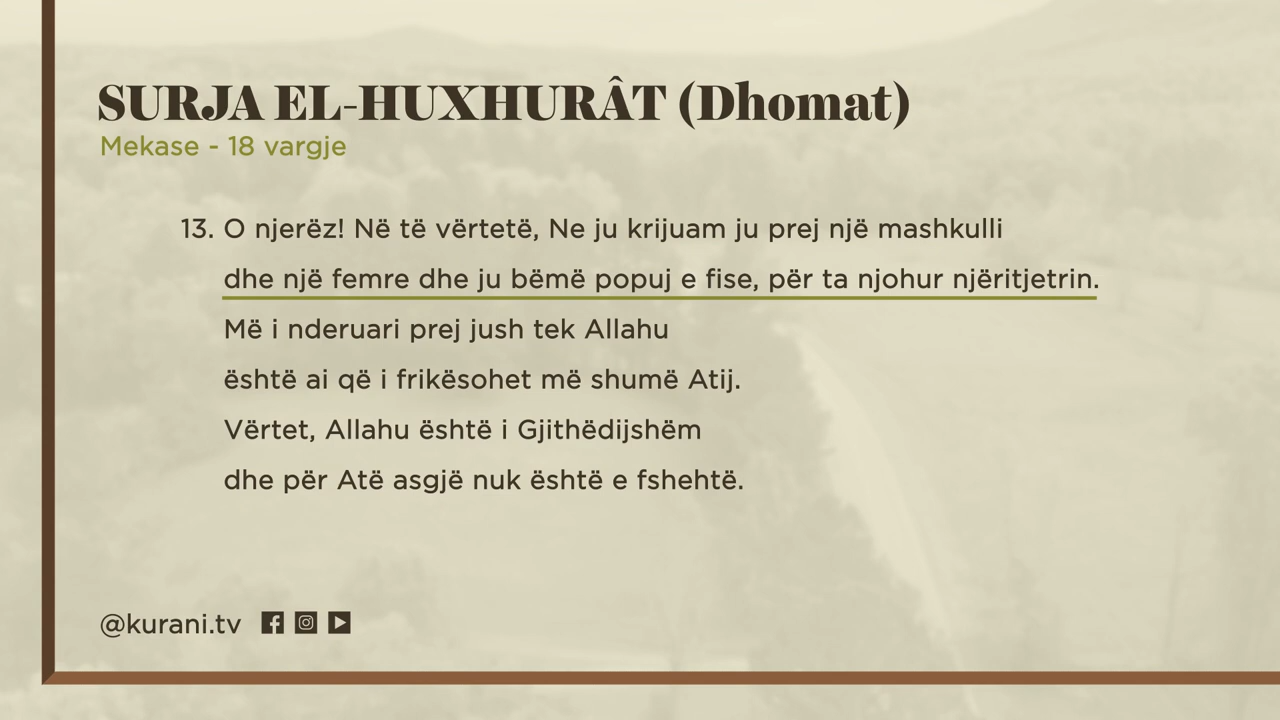 SURJA EL-HUXHURÂT (Dhomat)
Mekase - 18 vargje
13. O njerëz! Në të vërtetë, Ne ju krijuam ju prej një mashkulli
dhe një femre dhe ju bëmë popuj e fise, për ta njohur njëritjetrin.
Më i nderuari prej jush tek Allahu
është ai që i frikësohet më shumë Atij.
Vërtet, Allahu është i Gjithëdijshëm
dhe për Atë asgjë nuk është e fshehtë.
@kurani.tv